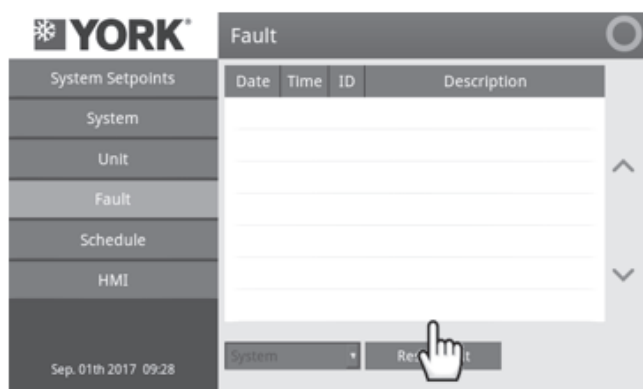 YORK
Fault
System Setpoints
Date Time ID Description
System
Unit
Fault
Schedule
HMI
System
Sep. 01th 2017 09:28